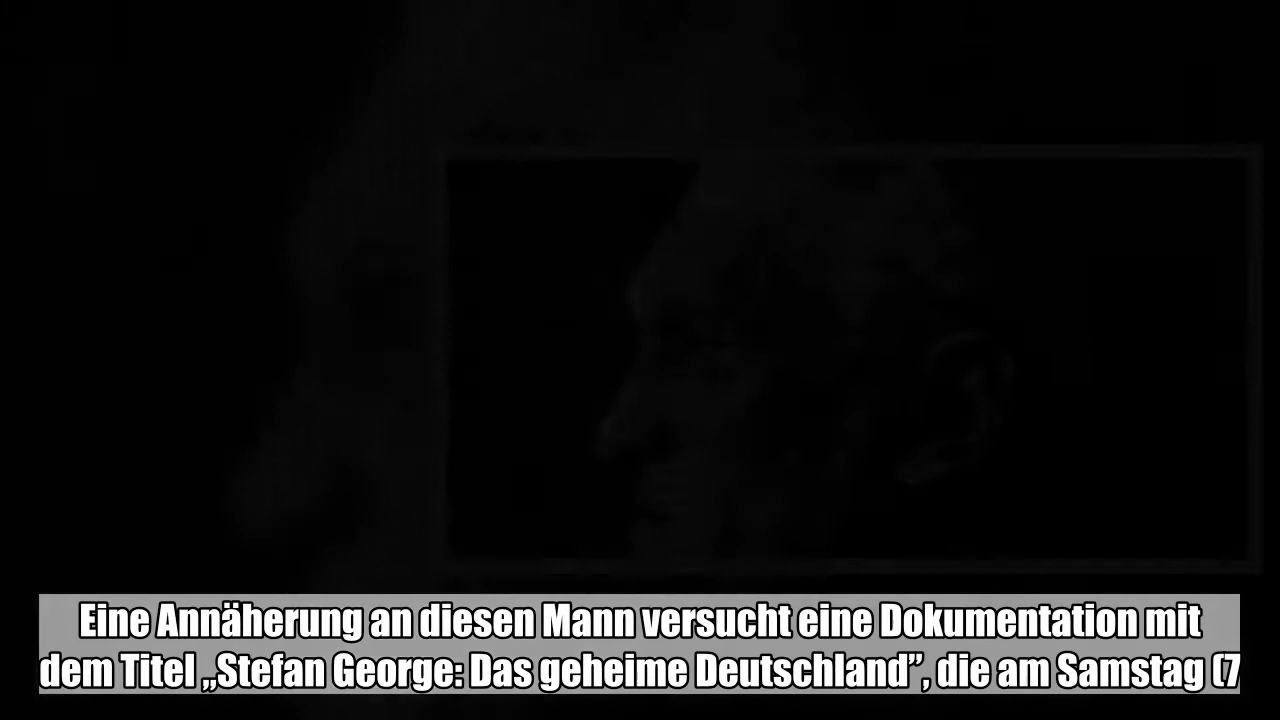 Eine Annäherung an diesen Mann versucht eine Dokumentation mit
dem Titel „Stefan George: Das geheime Deutschland”, die am Samstag (7